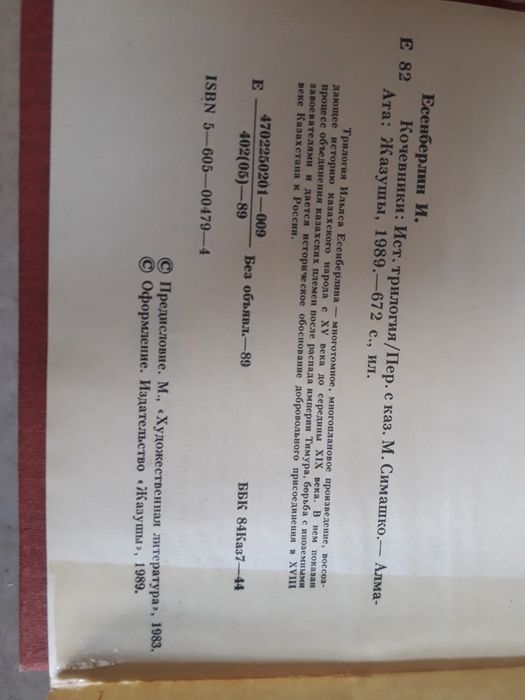 Есенберлин И.
Е 82 Кочевники: Ист. трилогия/Пер. с каз. М. Симашко.— Алма-
Ата: Жазушы, 1989.—672 с., ил.
Трилогия Ильяса Есенберлина — многотомное, многоплановое произведение, воссоз-
дающее историю казахского народа с XV века до середины XIX века. В нем показан
процесс объединения казахских племен после распада империи Тимура, борьба с иноземными
завоевателями и дается историческое обоснование добровольного присоединения в XVIII
веке Казахстана к России.
Е 4702250201—009
402(05)—89 Без объявл.—89
ББК 84Каз7—44
ISBN 5—605—00479—4
© Предисловие. М., «Художественная литература», 1983.
© Оформление. Издательство «Жазушы», 1989.